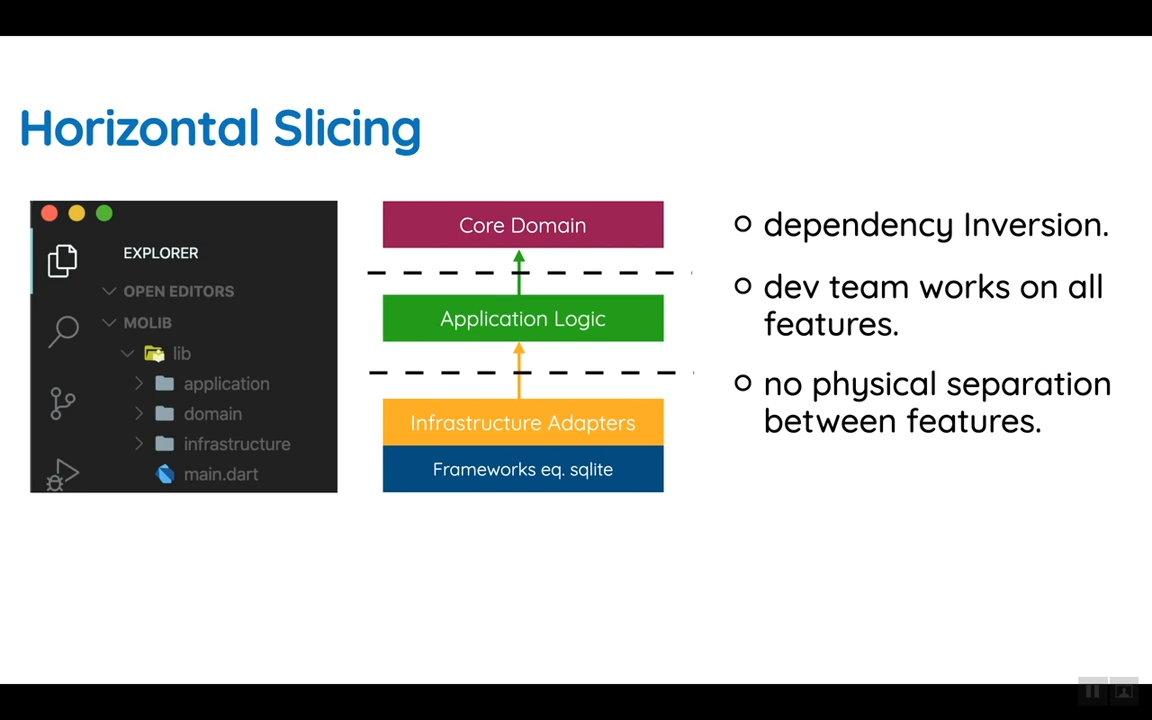 Horizontal Slicing
EXPLORER
OPEN EDITORS
MOLIB
lib
application
domain
infrastructure
main.dart
Core Domain
Application Logic
Infrastructure Adapters
Frameworks eq. sqlite
dependency Inversion.
dev team works on all
features.
no physical separation
between features.